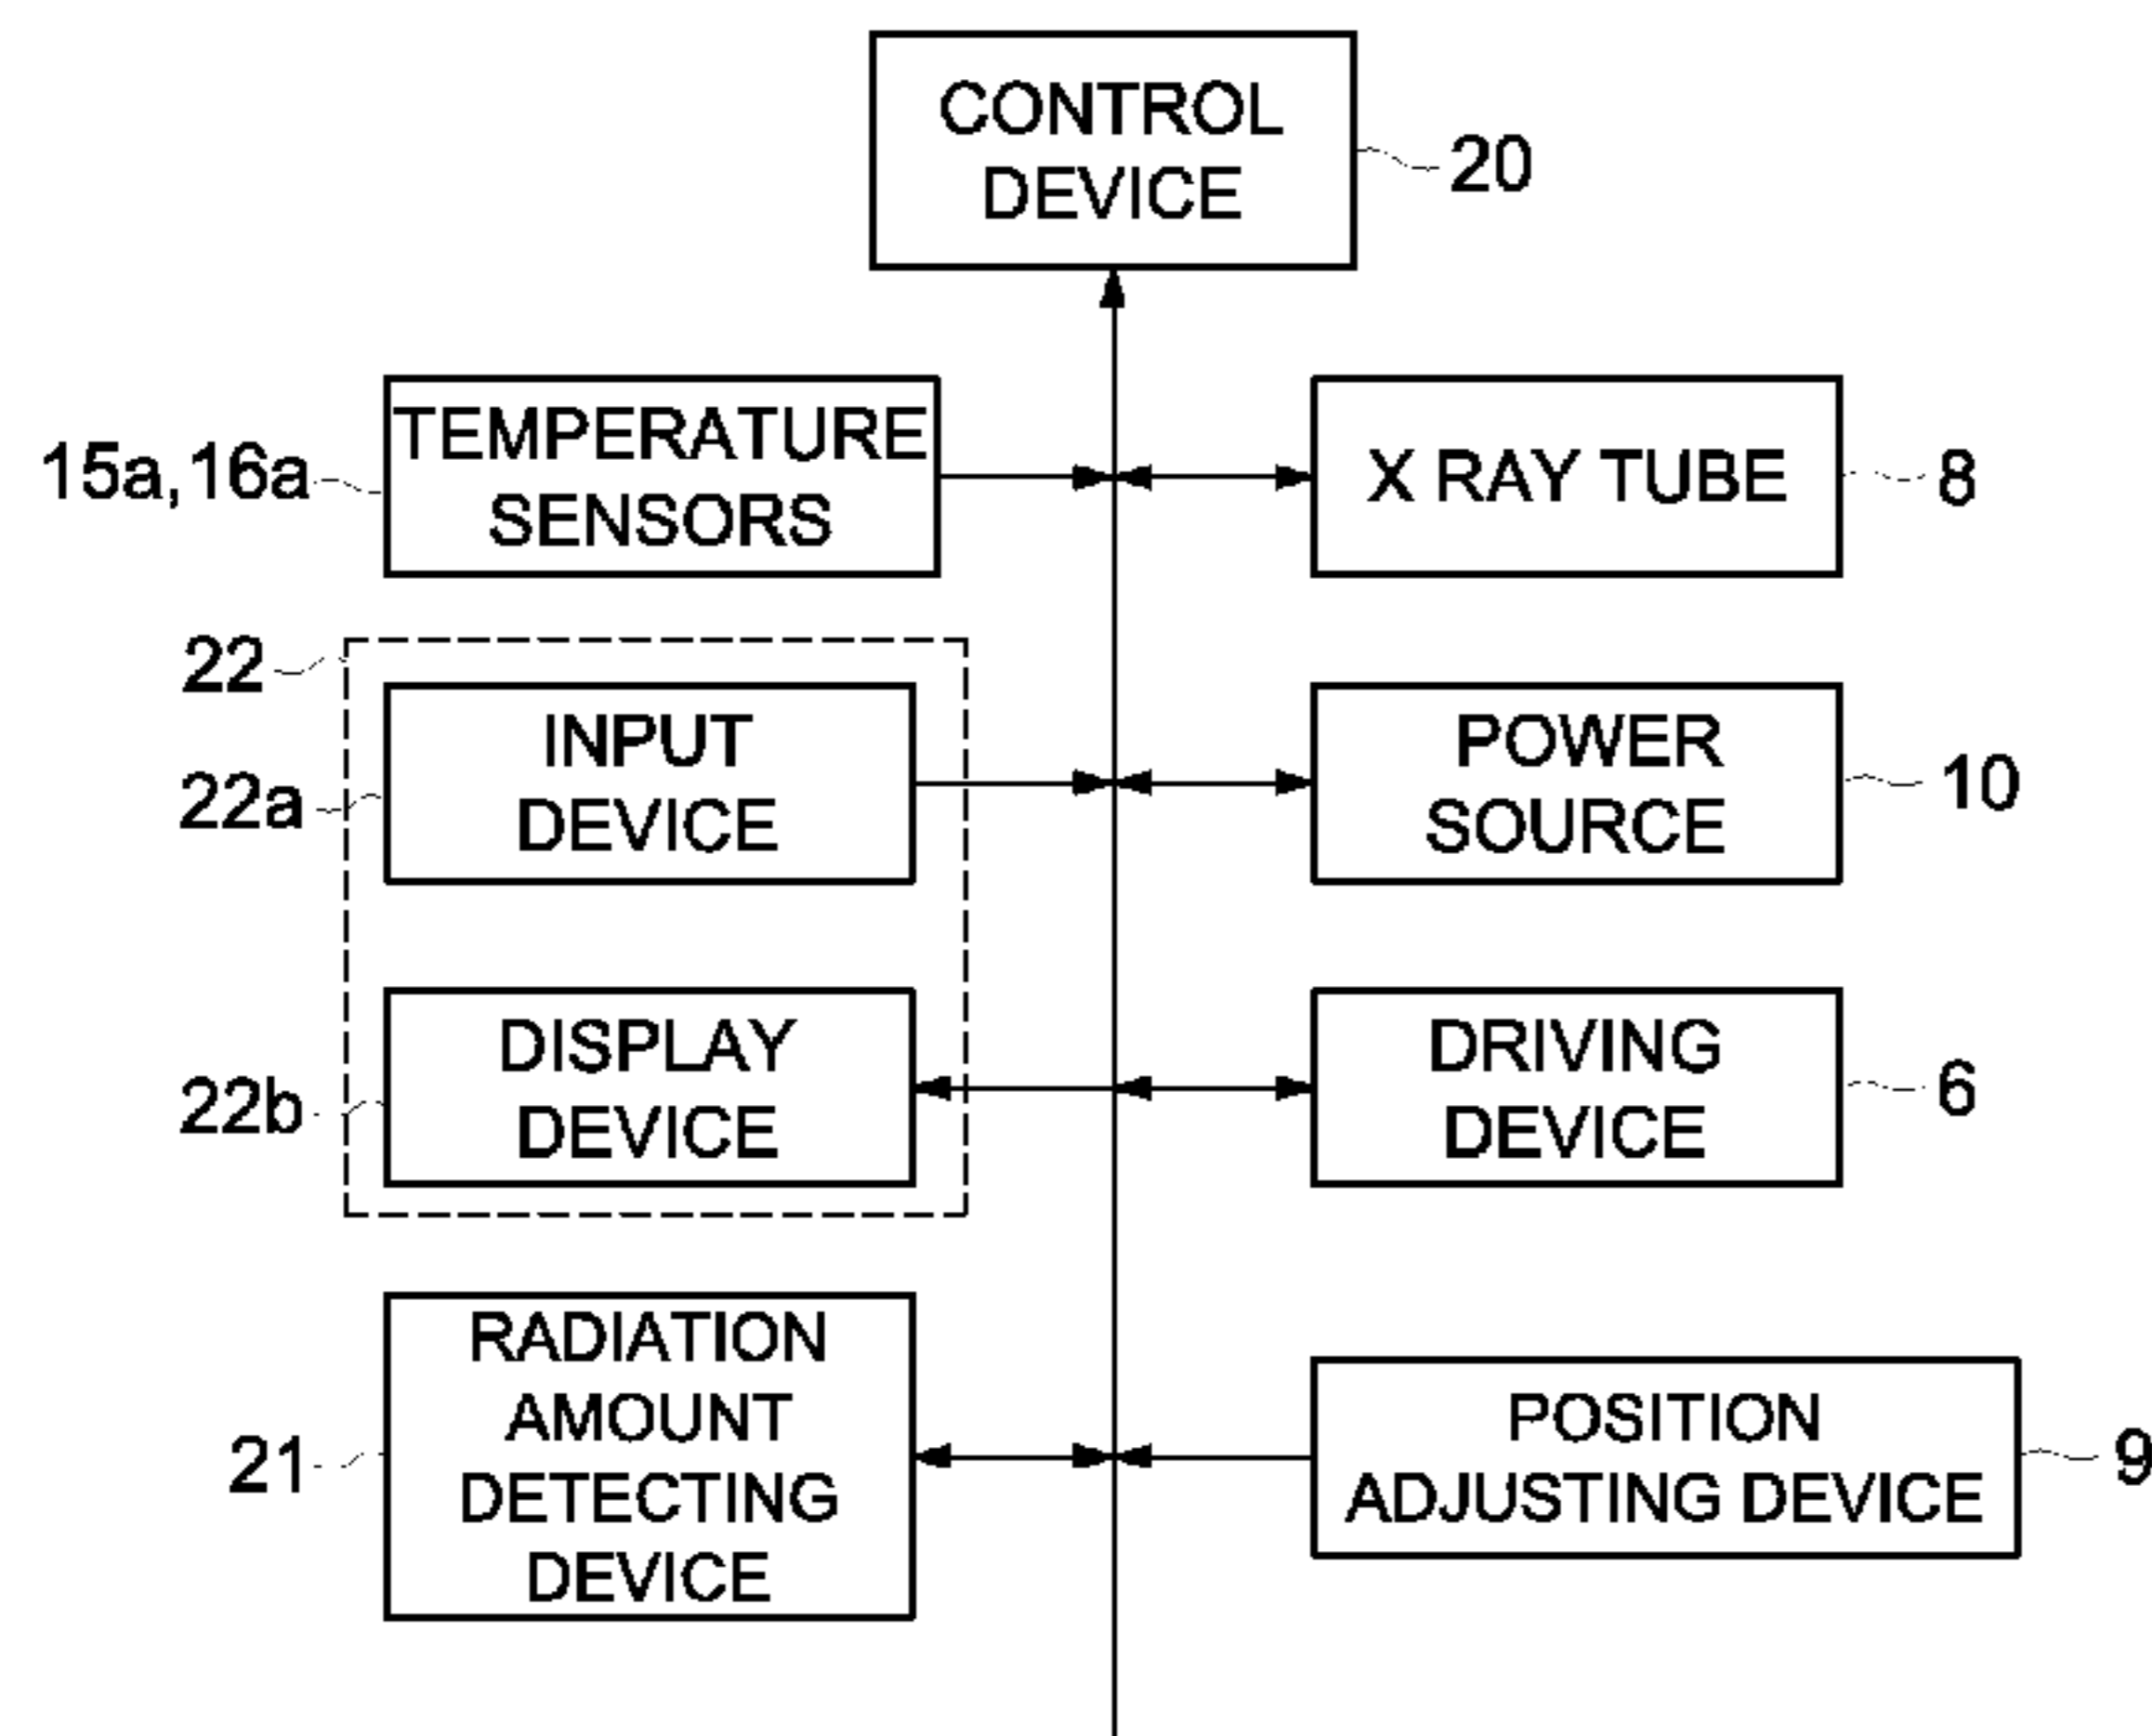 CONTROL
DEVICE
20
TEMPERATURE
SENSORS
15a,16a
X RAY TUBE
8
22
INPUT
DEVICE
22a
POWER
SOURCE
10
DISPLAY
DEVICE
22b
DRIVING
DEVICE
6
RADIATION
AMOUNT
DETECTING
DEVICE
21
POSITION
ADJUSTING DEVICE
9